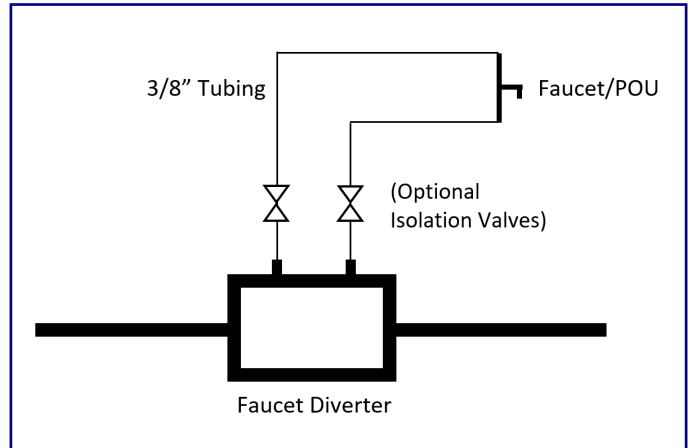 3/8” Tubing
Faucet/POU
(Optional
Isolation Valves)
Faucet Diverter